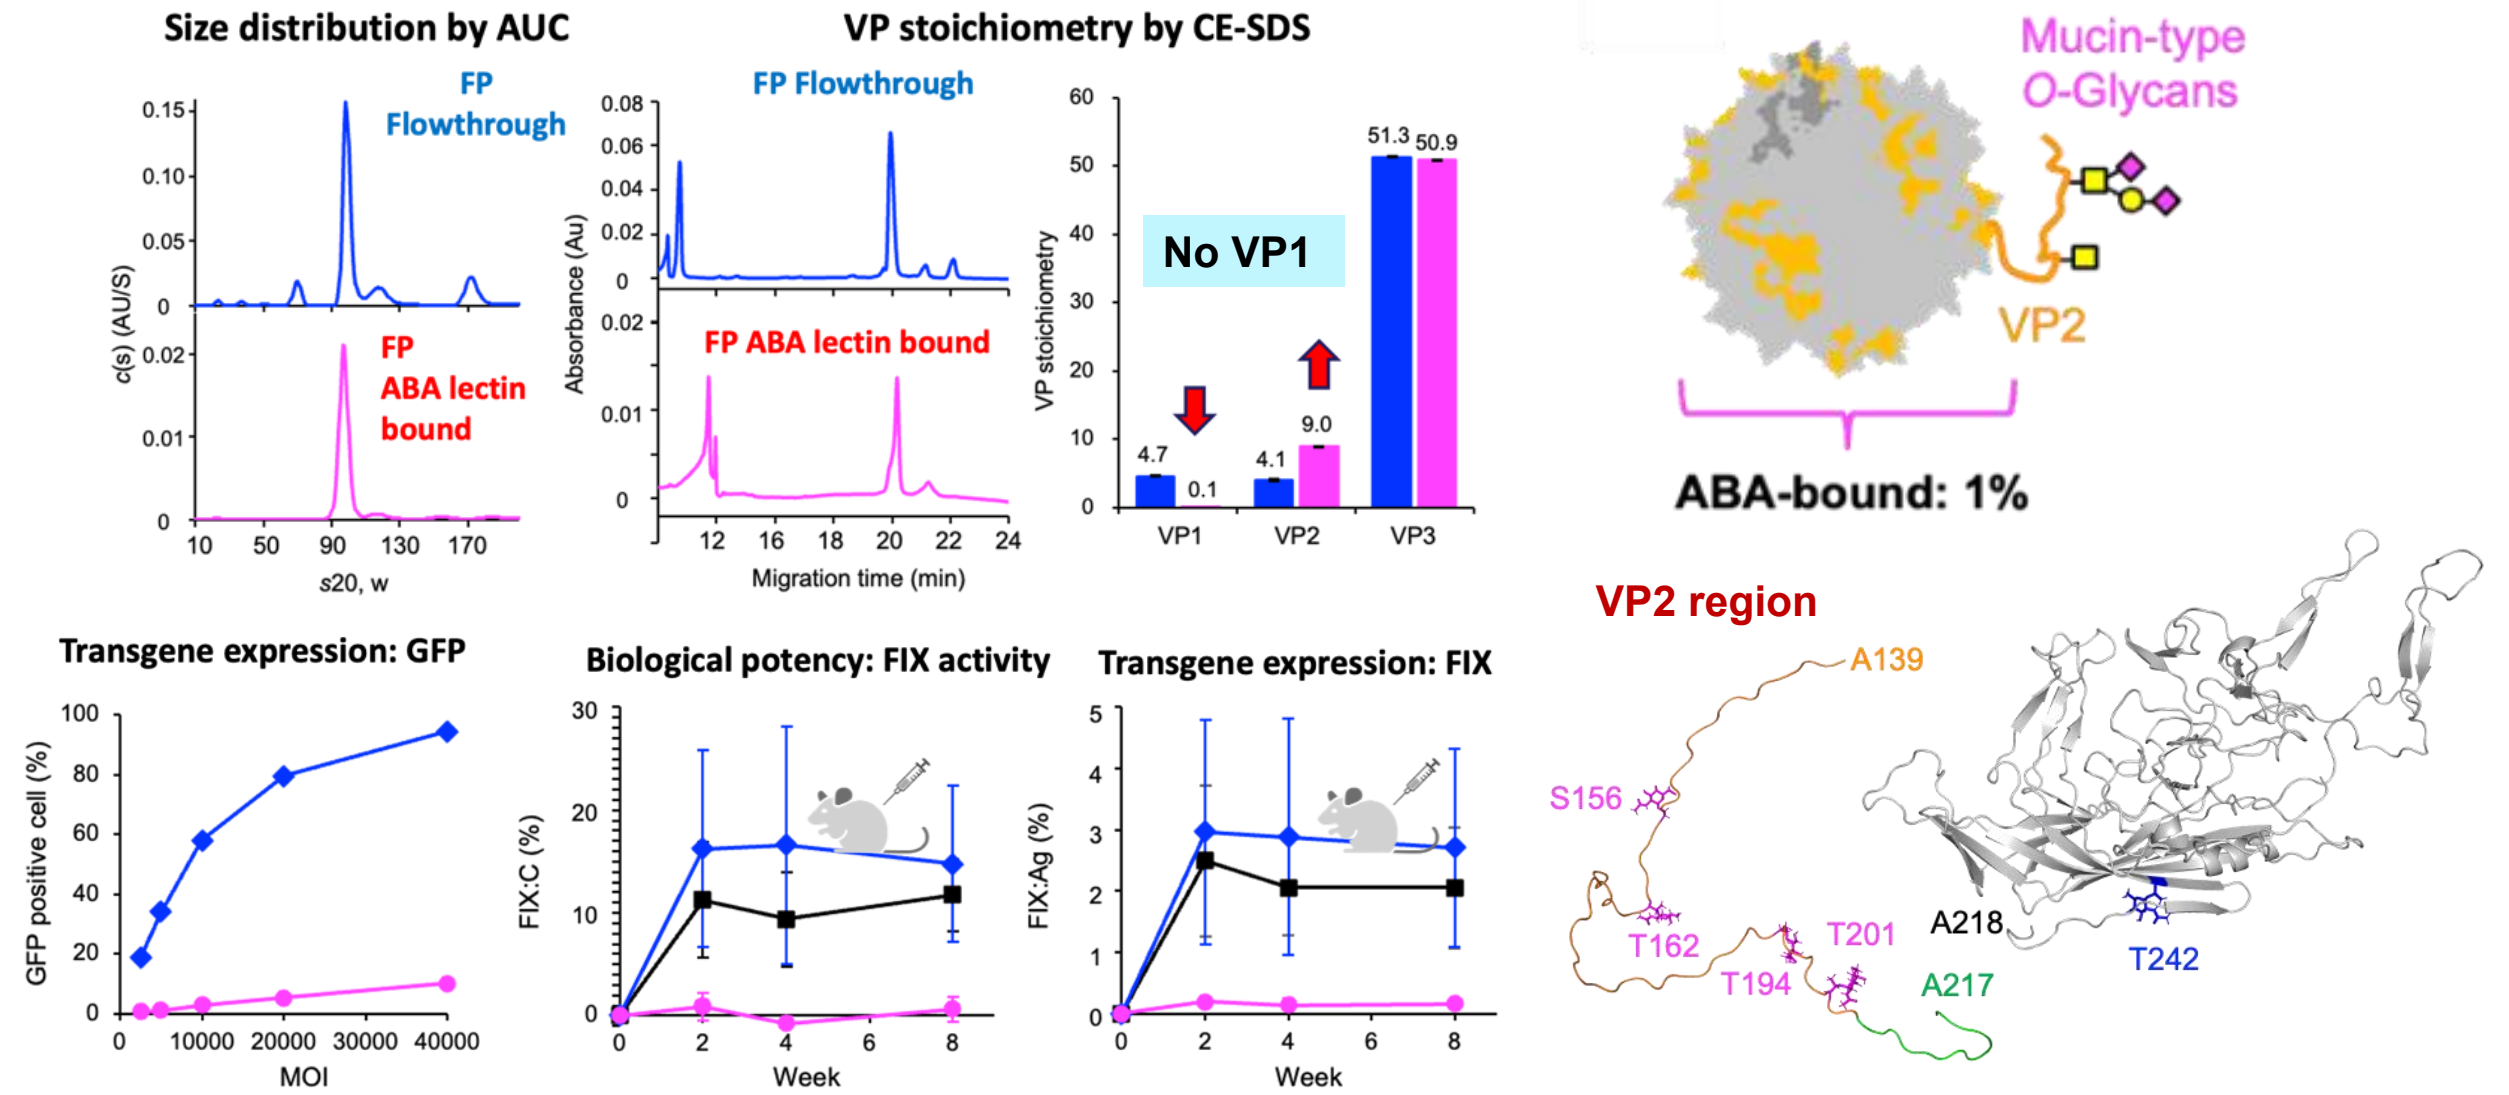 Size distribution by AUC
FP
Flowthrough
0.15
0.10
0.05
0
c(s) (AU/S)
FP
ABA lectin
bound
0.02
0.01
0
10 50 90 130 170
s20, w
VP stoichiometry by CE-SDS
FP Flowthrough
0.08
0.06
0.04
0.02
0
Absorbance (Au)
FP ABA lectin bound
0.02
0.01
0
12 16 18 20 22 24
Migration time (min)
60
50
40
30
20
10
0
VP stoichiometry
No VP1
4.7
0.1
4.1
9.0
51.3
50.9
VP1 VP2 VP3
Mucin-type
O-Glycans
VP2
ABA-bound: 1%
Transgene expression: GFP
100
80
60
40
20
0
GFP positive cell (%)
0 10000 20000 30000 40000
MOI
Biological potency: FIX activity
30
20
10
0
FIX:C (%)
0 2 4 6 8
Week
Transgene expression: FIX
5
4
3
2
1
0
FIX:Ag (%)
0 2 4 6 8
Week
VP2 region
A139
S156
T162
T194
T201
A218
A217
T242